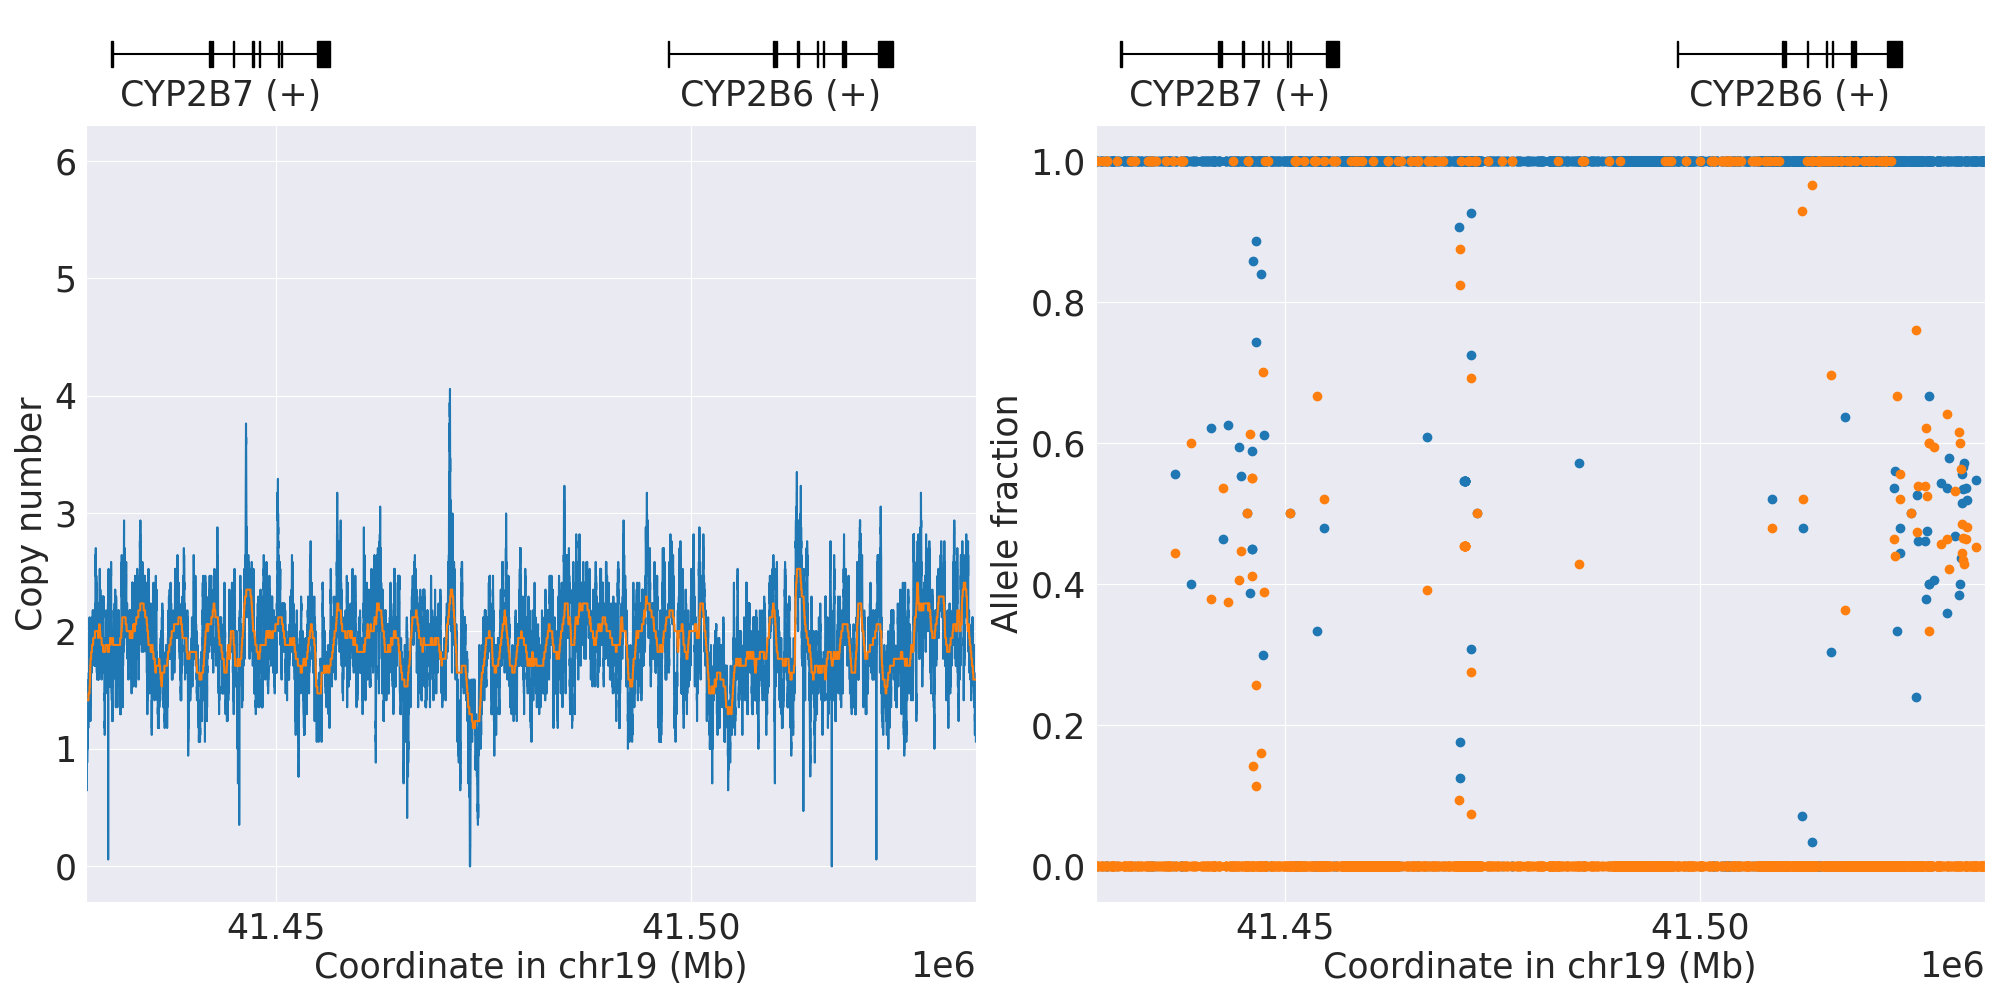 CYP2B7 (+)
CYP2B6 (+)
CYP2B7 (+)
CYP2B6 (+)
6
5
4
3
2
1
0
Copy number
41.45
41.50
Coordinate in chr19 (Mb)
1e6
1.0
0.8
0.6
0.4
0.2
0.0
Allele fraction
41.45
41.50
Coordinate in chr19 (Mb)
1e6